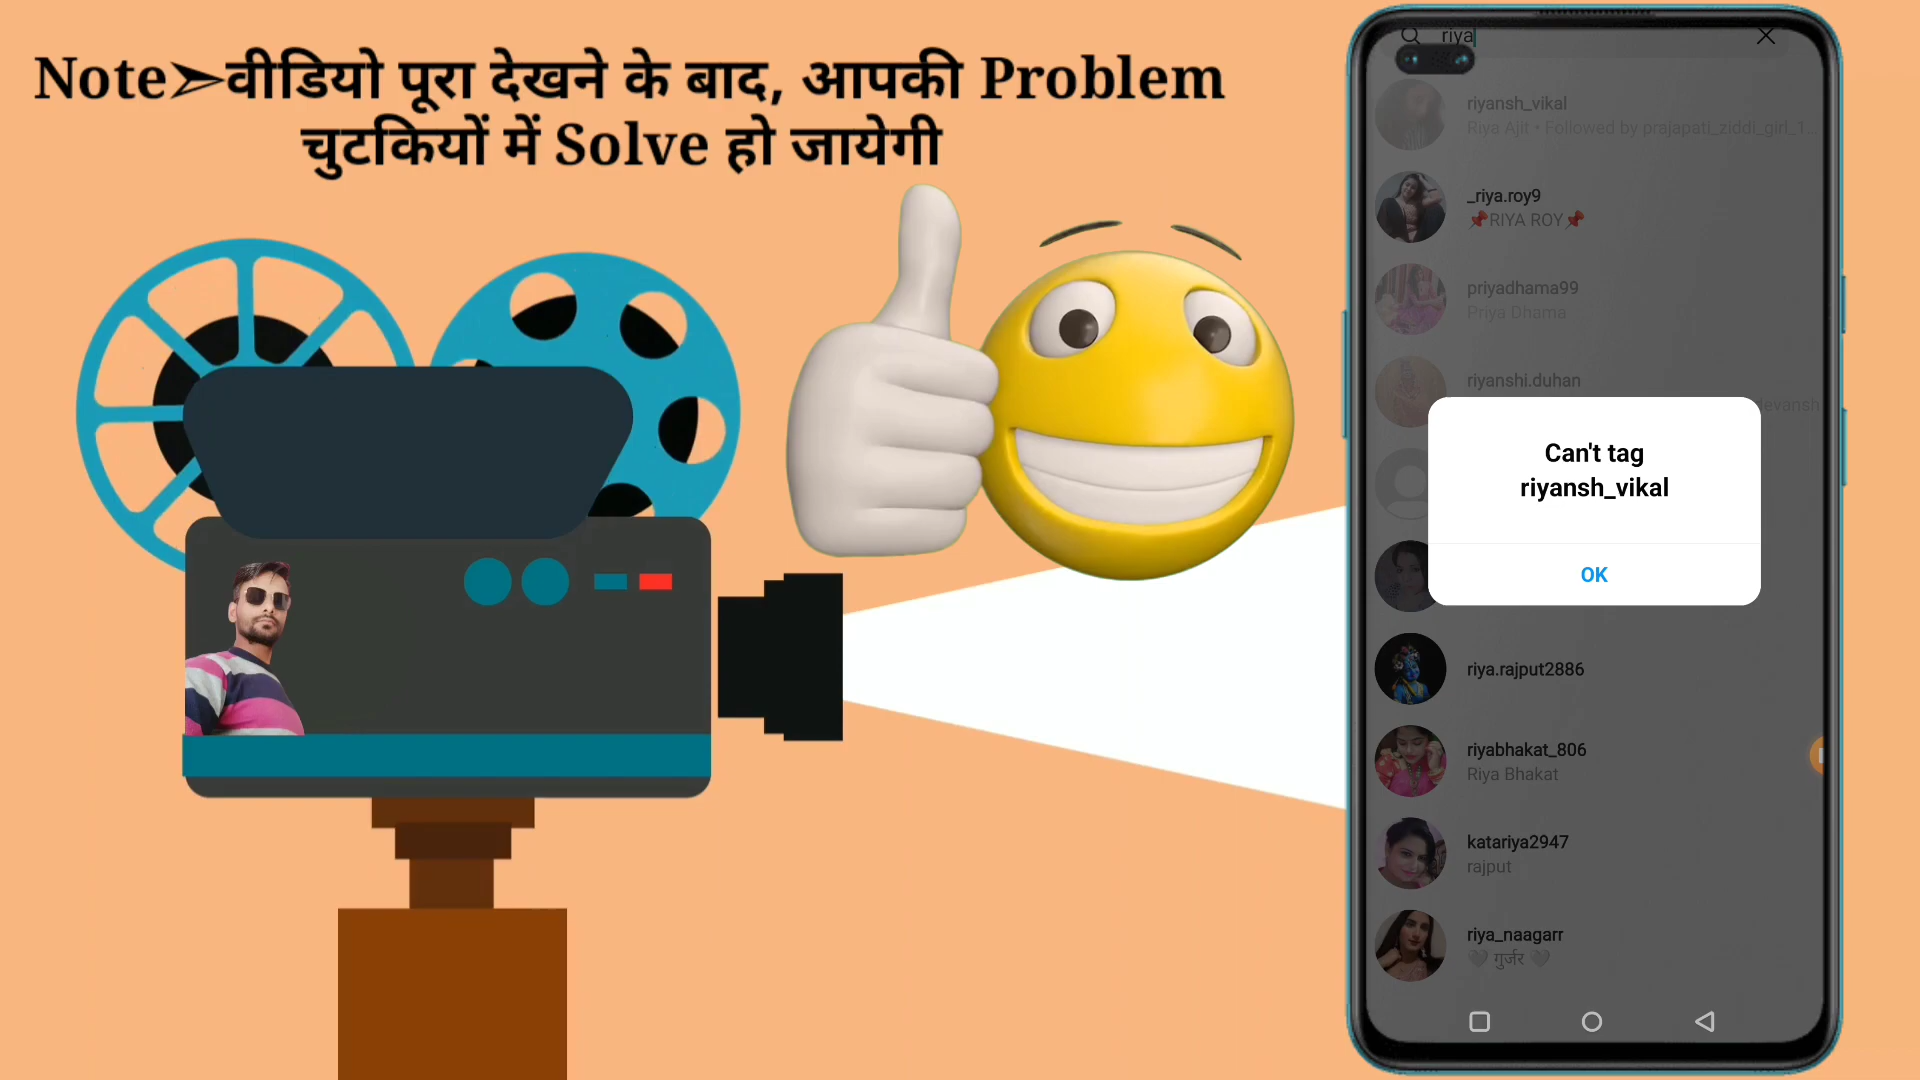 Note➢वीडियो पूरा देखने के बाद, आपकी Problem
चुटकियों में Solve हो जायेगी
riya
riyansh_vikal
Riya Ajit • Followed by prajapati_ziddi_girl_1...
_riya.roy9
📌RIYA ROY📌
priyadhama99
Priya Dhama
riyanshi.duhan
devansh
Can't tag
riyansh_vikal
OK
riya.rajput2886
riyabhakat_806
Riya Bhakat
katariya2947
rajput
riya_naagarr
🤍 गुर्जर 🤍